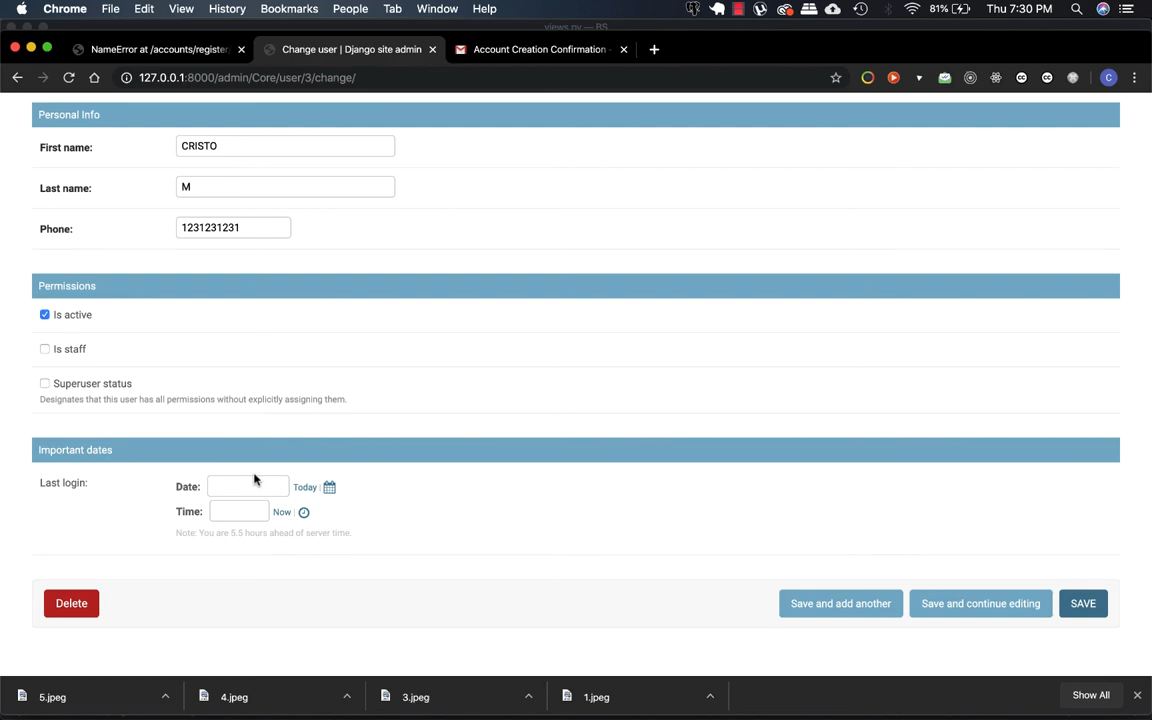 Chrome File Edit View History Bookmarks People Tab Window Help 81% Thu 7:30 PM
views.py — BS
NameError at /accounts/register Change user | Django site admin Account Creation Confirmation
127.0.0.1:8000/admin/Core/user/3/change/ C
Personal Info
First name: CRISTO
Last name: M
Phone: 1231231231
Permissions
Is active
Is staff
Superuser status
Designates that this user has all permissions without explicitly assigning them.
Important dates
Last login: Date: Today |
Time: Now |
Note: You are 5.5 hours ahead of server time.
Delete Save and add another Save and continue editing SAVE
5.jpeg 4.jpeg 3.jpeg 1.jpeg Show All